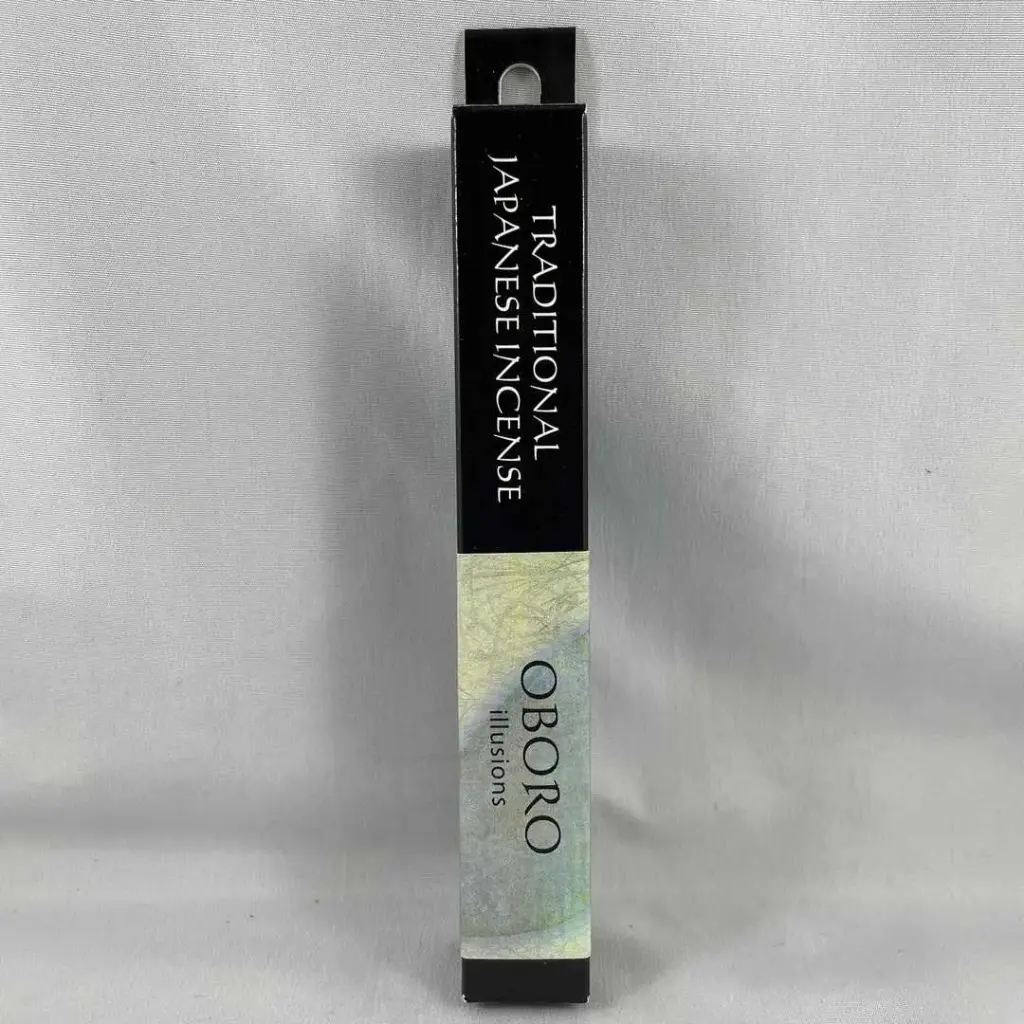 TRADITIONAL
JAPANESE INCENSE
OBORO
illusions